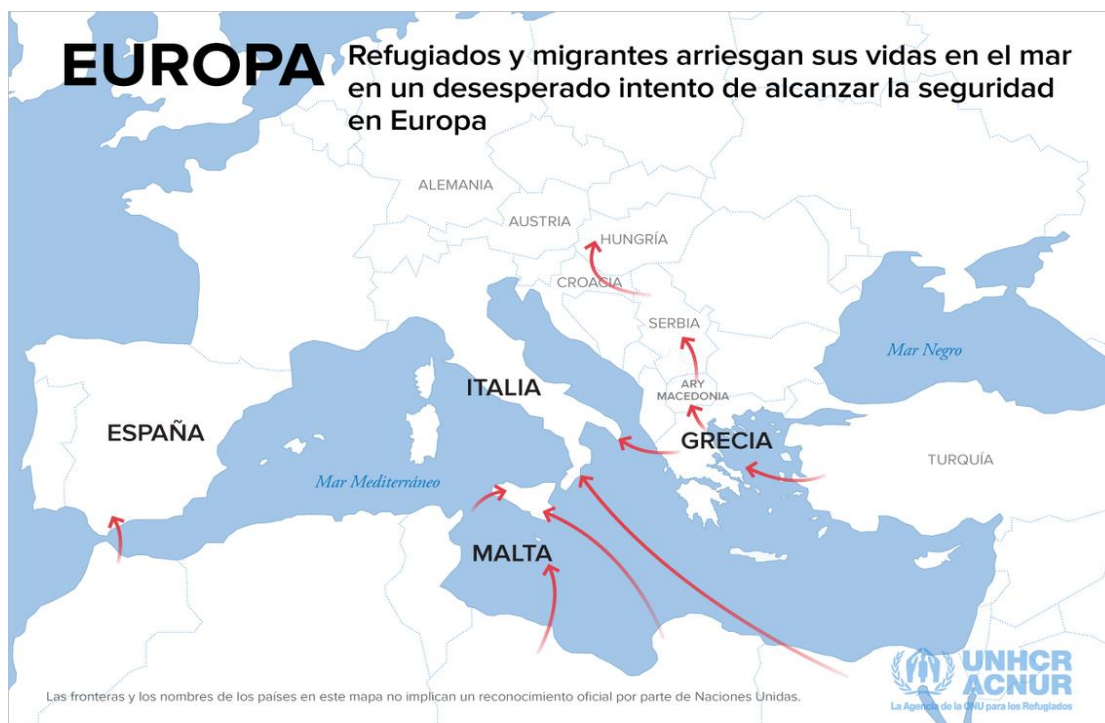 EUROPA
Refugiados y migrantes arriesgan sus vidas en el mar
en un desesperado intento de alcanzar la seguridad
en Europa
ALEMANIA
AUSTRIA
HUNGRÍA
CROACIA
SERBIA
Mar Negro
ARY
MACEDONIA
ITALIA
ESPAÑA
GRECIA
TURQUÍA
Mar Mediterráneo
MALTA
UNHCR
ACNUR
La Agencia de la ONU para los Refugiados
Las fronteras y los nombres de los países en este mapa no implican un reconocimiento oficial por parte de Naciones Unidas.